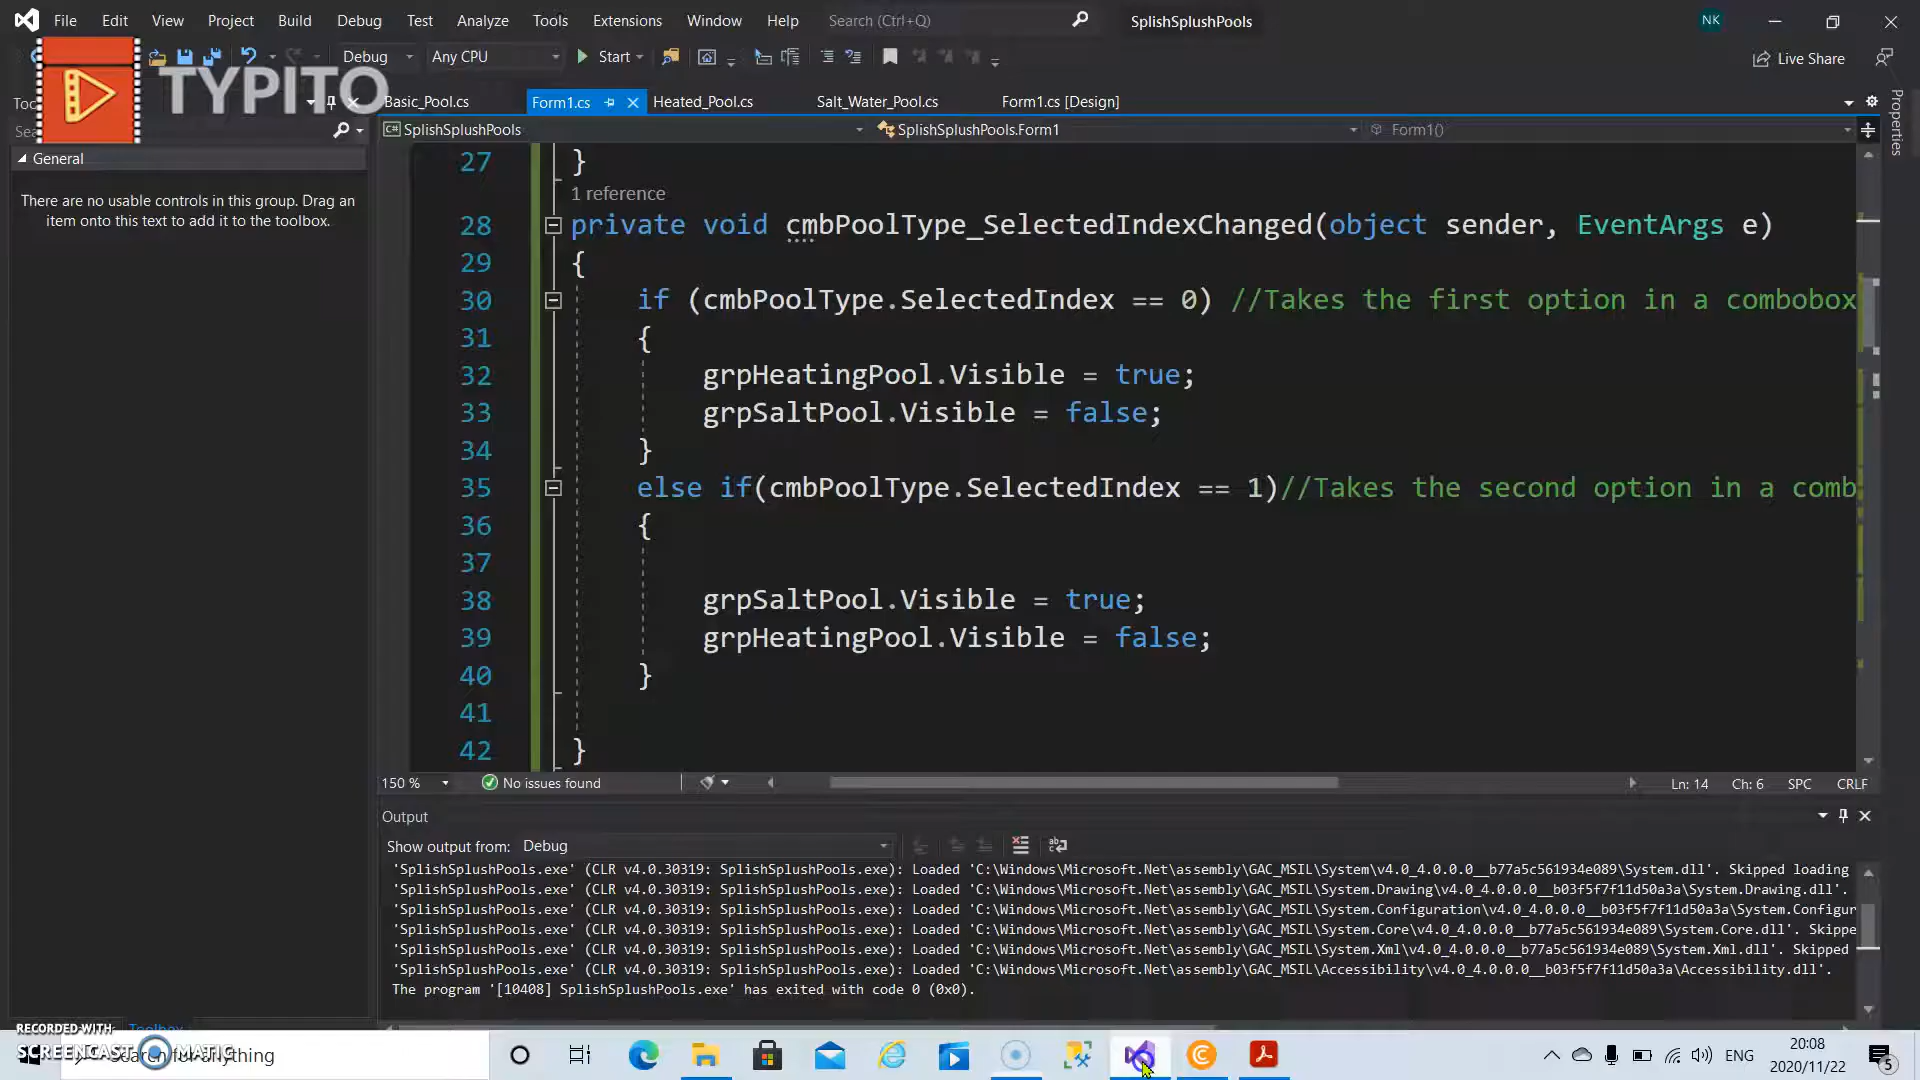 File Edit View Project Build Debug Test Analyze Tools Extensions Window Help Search (Ctrl+Q) SplishSplushPools NK
Debug Any CPU Start Live Share
TYPITO
Basic_Pool.cs Form1.cs Heated_Pool.cs Salt_Water_Pool.cs Form1.cs [Design]
SplishSplushPools SplishSplushPools.Form1 Form1()
Properties
General
There are no usable controls in this group. Drag an
item onto this text to add it to the toolbox.
27 }
1 reference
28 private void cmbPoolType_SelectedIndexChanged(object sender, EventArgs e)
29 {
30 if (cmbPoolType.SelectedIndex == 0) //Takes the first option in a combobox
31 {
32 grpHeatingPool.Visible = true;
33 grpSaltPool.Visible = false;
34 }
35 else if(cmbPoolType.SelectedIndex == 1)//Takes the second option in a comb
36 {
37
38 grpSaltPool.Visible = true;
39 grpHeatingPool.Visible = false;
40 }
41
42 }
150 % No issues found Ln: 14 Ch: 6 SPC CRLF
Output
Show output from: Debug
'SplishSplushPools.exe' (CLR v4.0.30319: SplishSplushPools.exe): Loaded 'C:\Windows\Microsoft.Net\assembly\GAC_MSIL\System\v4.0_4.0.0.0__b77a5c561934e089\System.dll'. Skipped loading
'SplishSplushPools.exe' (CLR v4.0.30319: SplishSplushPools.exe): Loaded 'C:\Windows\Microsoft.Net\assembly\GAC_MSIL\System.Drawing\v4.0_4.0.0.0__b03f5f7f11d50a3a\System.Drawing.dll'.
'SplishSplushPools.exe' (CLR v4.0.30319: SplishSplushPools.exe): Loaded 'C:\Windows\Microsoft.Net\assembly\GAC_MSIL\System.Configuration\v4.0_4.0.0.0__b03f5f7f11d50a3a\System.Configur
'SplishSplushPools.exe' (CLR v4.0.30319: SplishSplushPools.exe): Loaded 'C:\Windows\Microsoft.Net\assembly\GAC_MSIL\System.Core\v4.0_4.0.0.0__b77a5c561934e089\System.Core.dll'. Skippe
'SplishSplushPools.exe' (CLR v4.0.30319: SplishSplushPools.exe): Loaded 'C:\Windows\Microsoft.Net\assembly\GAC_MSIL\System.Xml\v4.0_4.0.0.0__b77a5c561934e089\System.Xml.dll'. Skipped
'SplishSplushPools.exe' (CLR v4.0.30319: SplishSplushPools.exe): Loaded 'C:\Windows\Microsoft.Net\assembly\GAC_MSIL\Accessibility\v4.0_4.0.0.0__b03f5f7f11d50a3a\Accessibility.dll'.
The program '[10408] SplishSplushPools.exe' has exited with code 0 (0x0).
RECORDED WITH Toolbox
SCREENCAST MATIC Search for anything
ENG 20:08
2020/11/22 5